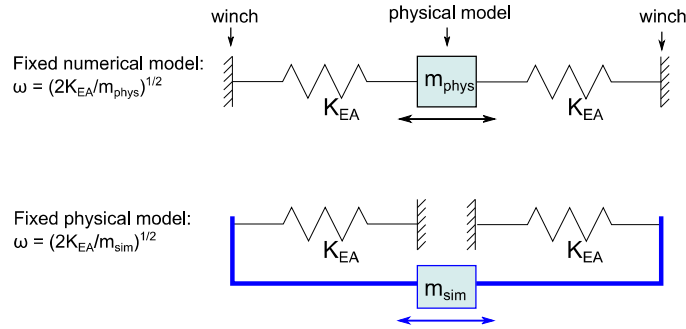 winch
physical model
winch
Fixed numerical model:
ω = (2K_EA/m_phys)^1/2
m_phys
K_EA
K_EA
Fixed physical model:
ω = (2K_EA/m_sim)^1/2
K_EA
K_EA
m_sim